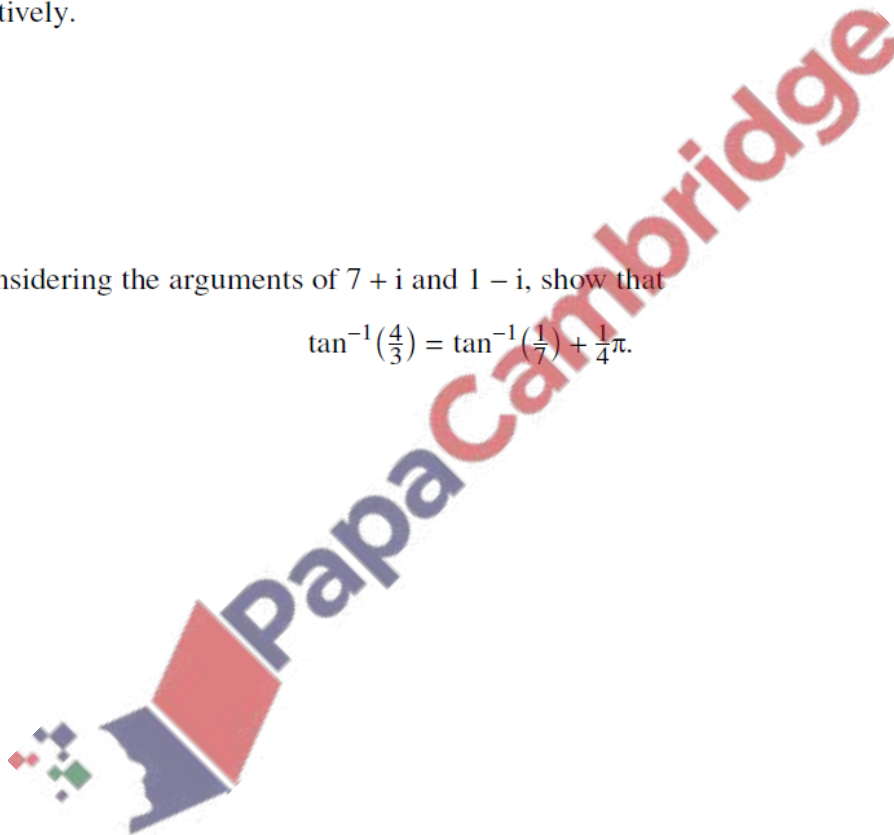 tively.
nsidering the arguments of 7 + i and 1 – i, show that
tan⁻¹(4/3) = tan⁻¹(1/7) + 1/4π.
PapaCambridge